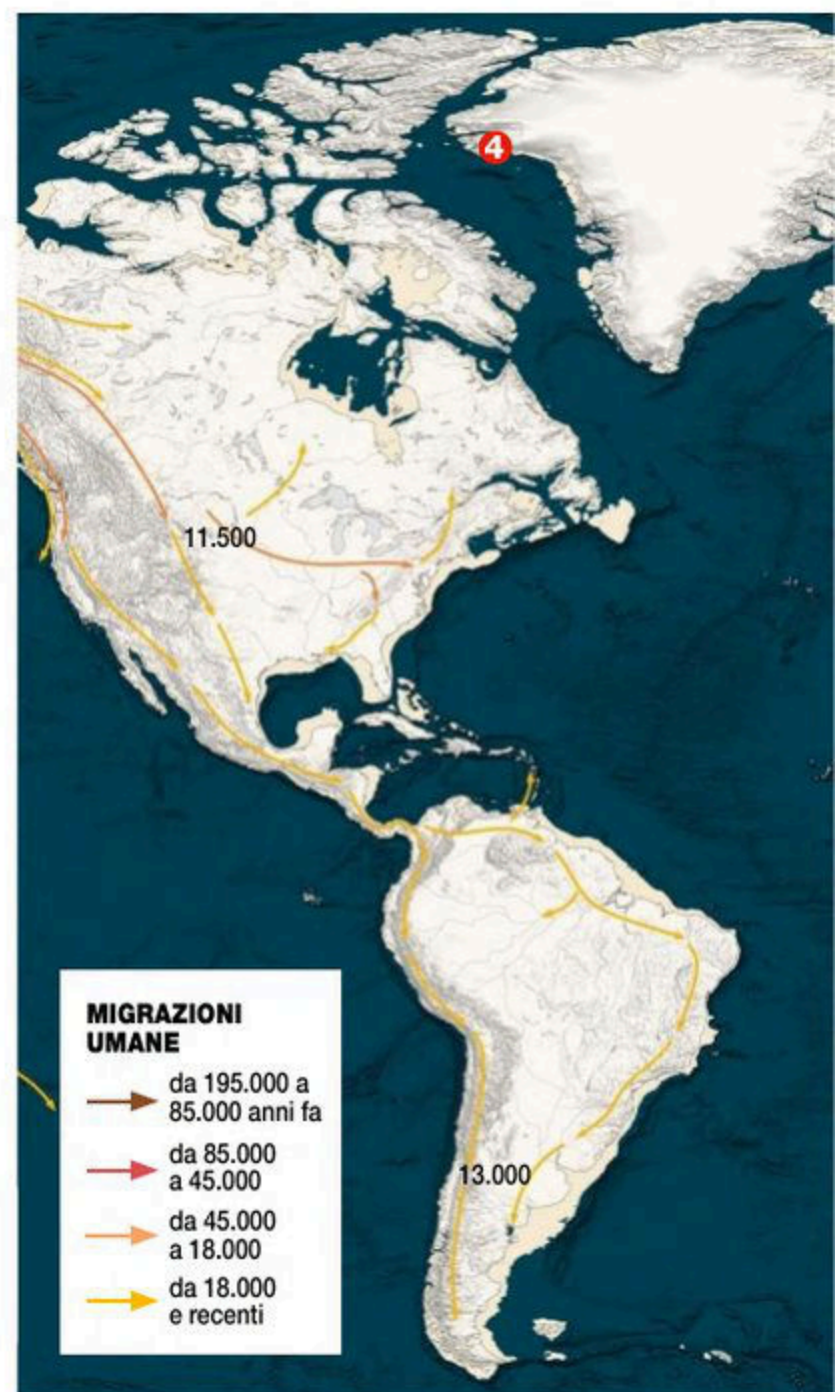 4
11.500
13.000
MIGRAZIONI
UMANE
da 195.000 a
85.000 anni fa
da 85.000
a 45.000
da 45.000
a 18.000
da 18.000
e recenti